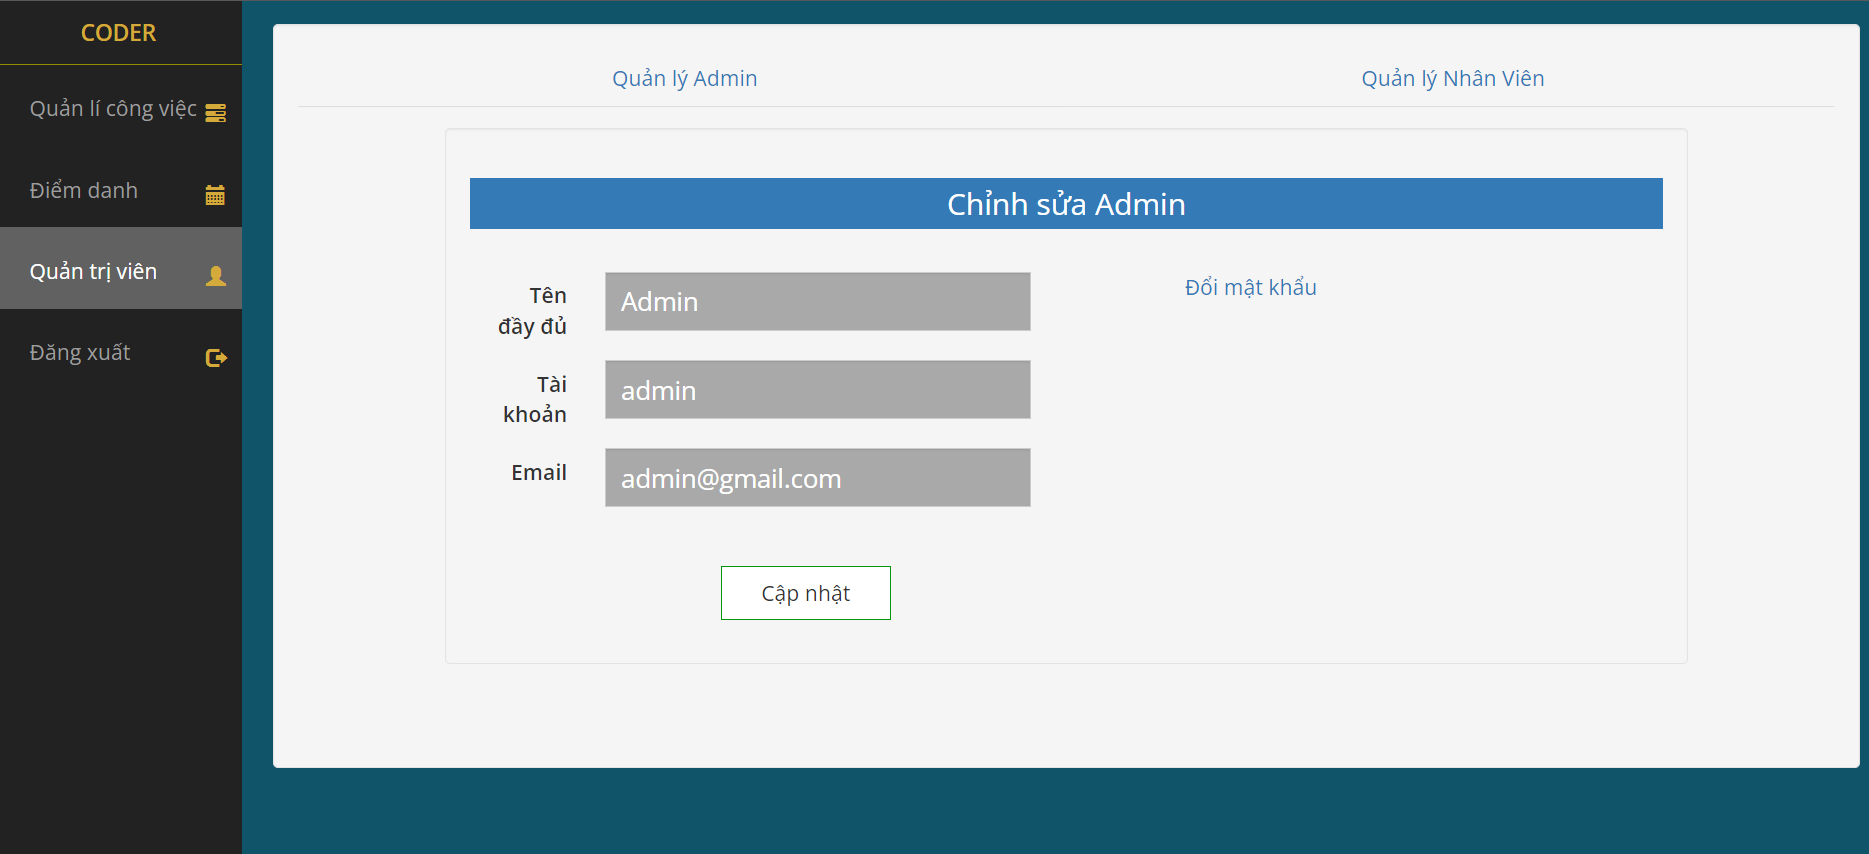 CODER
Quản lí công việc
Điểm danh
Quản trị viên
Đăng xuất
Quản lý Admin
Quản lý Nhân Viên
Chỉnh sửa Admin
Tên
đầy đủ
Admin
Đổi mật khẩu
Tài
khoản
admin
Email
admin@gmail.com
Cập nhật